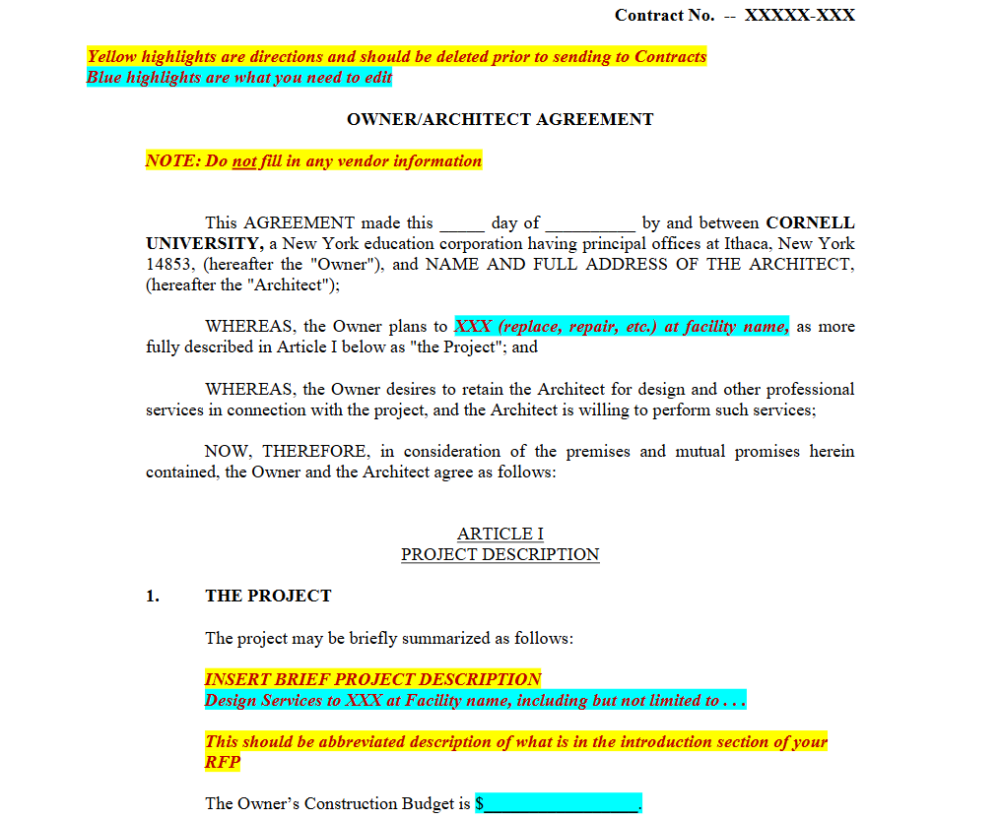 Contract No. -- XXXXX-XXX
Yellow highlights are directions and should be deleted prior to sending to Contracts
Blue highlights are what you need to edit
OWNER/ARCHITECT AGREEMENT
NOTE: Do not fill in any vendor information
This AGREEMENT made this _____ day of __________ by and between CORNELL
UNIVERSITY, a New York education corporation having principal offices at Ithaca, New York
14853, (hereafter the "Owner"), and NAME AND FULL ADDRESS OF THE ARCHITECT,
(hereafter the "Architect");
WHEREAS, the Owner plans to XXX (replace, repair, etc.) at facility name, as more
fully described in Article I below as "the Project"; and
WHEREAS, the Owner desires to retain the Architect for design and other professional
services in connection with the project, and the Architect is willing to perform such services;
NOW, THEREFORE, in consideration of the premises and mutual promises herein
contained, the Owner and the Architect agree as follows:
ARTICLE I
PROJECT DESCRIPTION
1. THE PROJECT
The project may be briefly summarized as follows:
INSERT BRIEF PROJECT DESCRIPTION
Design Services to XXX at Facility name, including but not limited to . . .
This should be abbreviated description of what is in the introduction section of your
RFP
The Owner’s Construction Budget is $_________________.